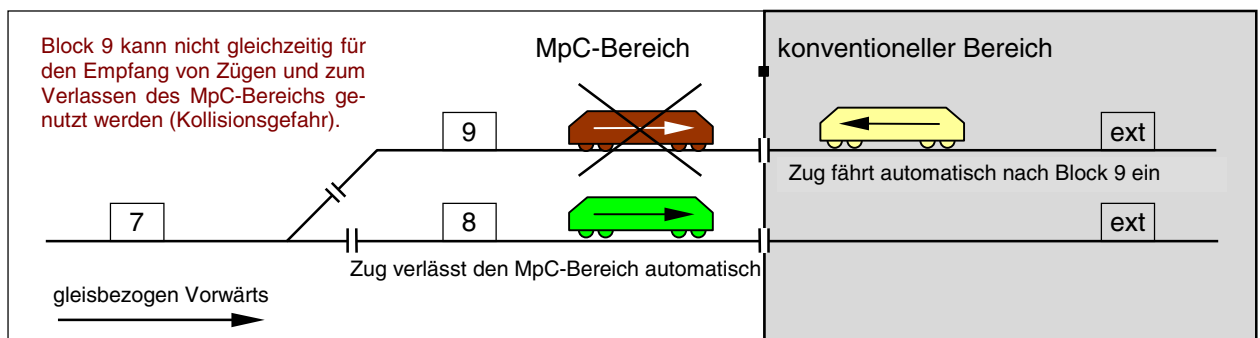 Block 9 kann nicht gleichzeitig für
den Empfang von Zügen und zum
Verlassen des MpC-Bereichs ge-
nutzt werden (Kollisionsgefahr).
MpC-Bereich
konventioneller Bereich
9
ext
Zug fährt automatisch nach Block 9 ein
7
8
ext
Zug verlässt den MpC-Bereich automatisch
gleisbezogen Vorwärts